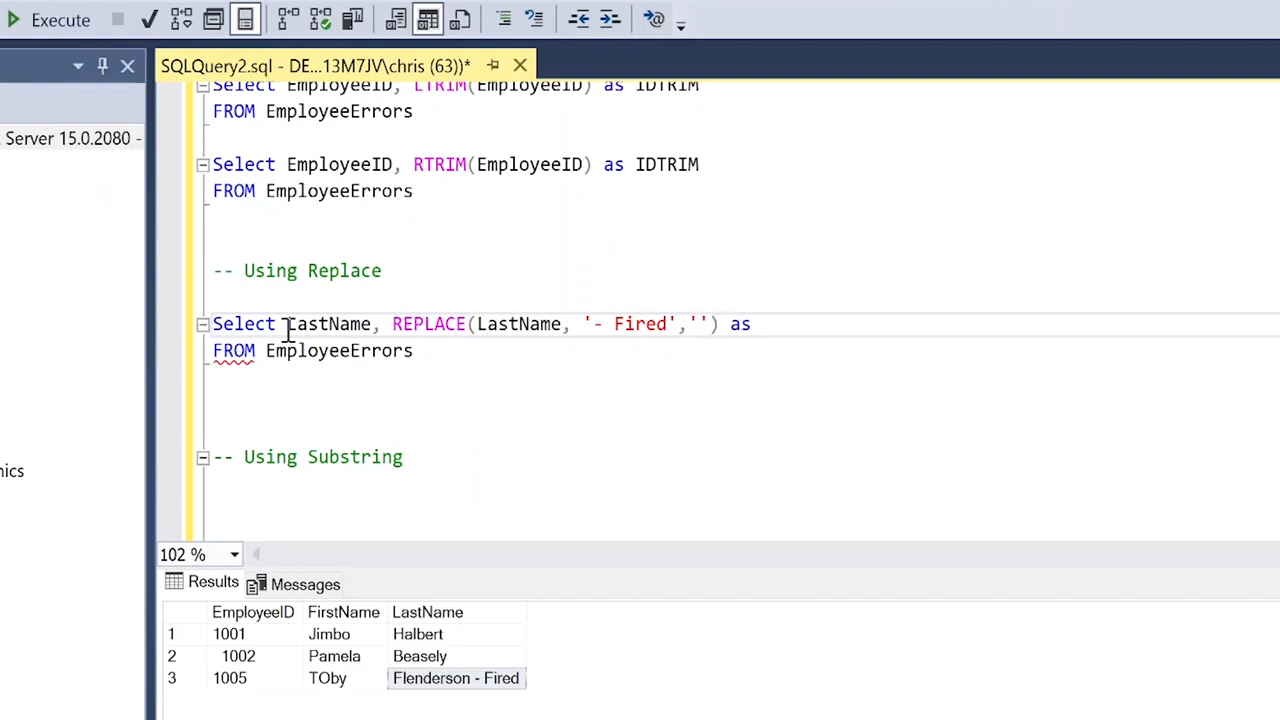 Execute
SQLQuery2.sql - DE...13M7JV\chris (63))*
Server 15.0.2080 -
Select EmployeeID, LTRIM(EmployeeID) as IDTRIM
FROM EmployeeErrors
Select EmployeeID, RTRIM(EmployeeID) as IDTRIM
FROM EmployeeErrors
-- Using Replace
Select LastName, REPLACE(LastName, '- Fired','') as
FROM EmployeeErrors
-- Using Substring
nics
102 %
Results Messages
EmployeeID FirstName LastName
1 1001 Jimbo Halbert
2 1002 Pamela Beasely
3 1005 TOby Flenderson - Fired